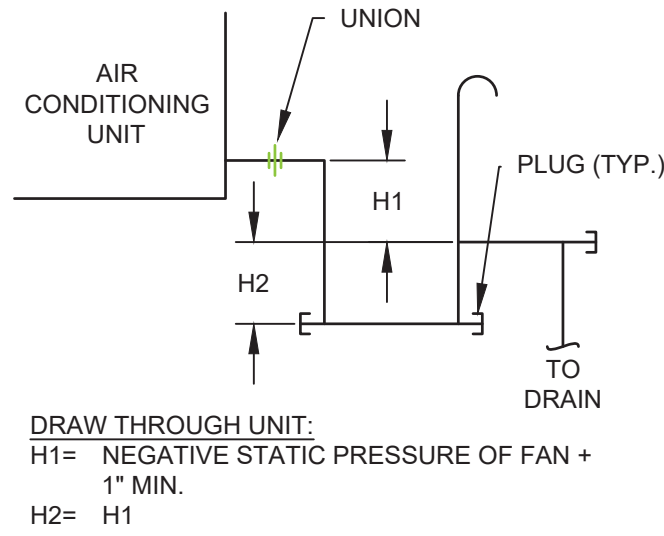 UNION
AIR
CONDITIONING
UNIT
PLUG (TYP.)
H1
H2
TO
DRAIN
DRAW THROUGH UNIT:
H1= NEGATIVE STATIC PRESSURE OF FAN +
1" MIN.
H2= H1